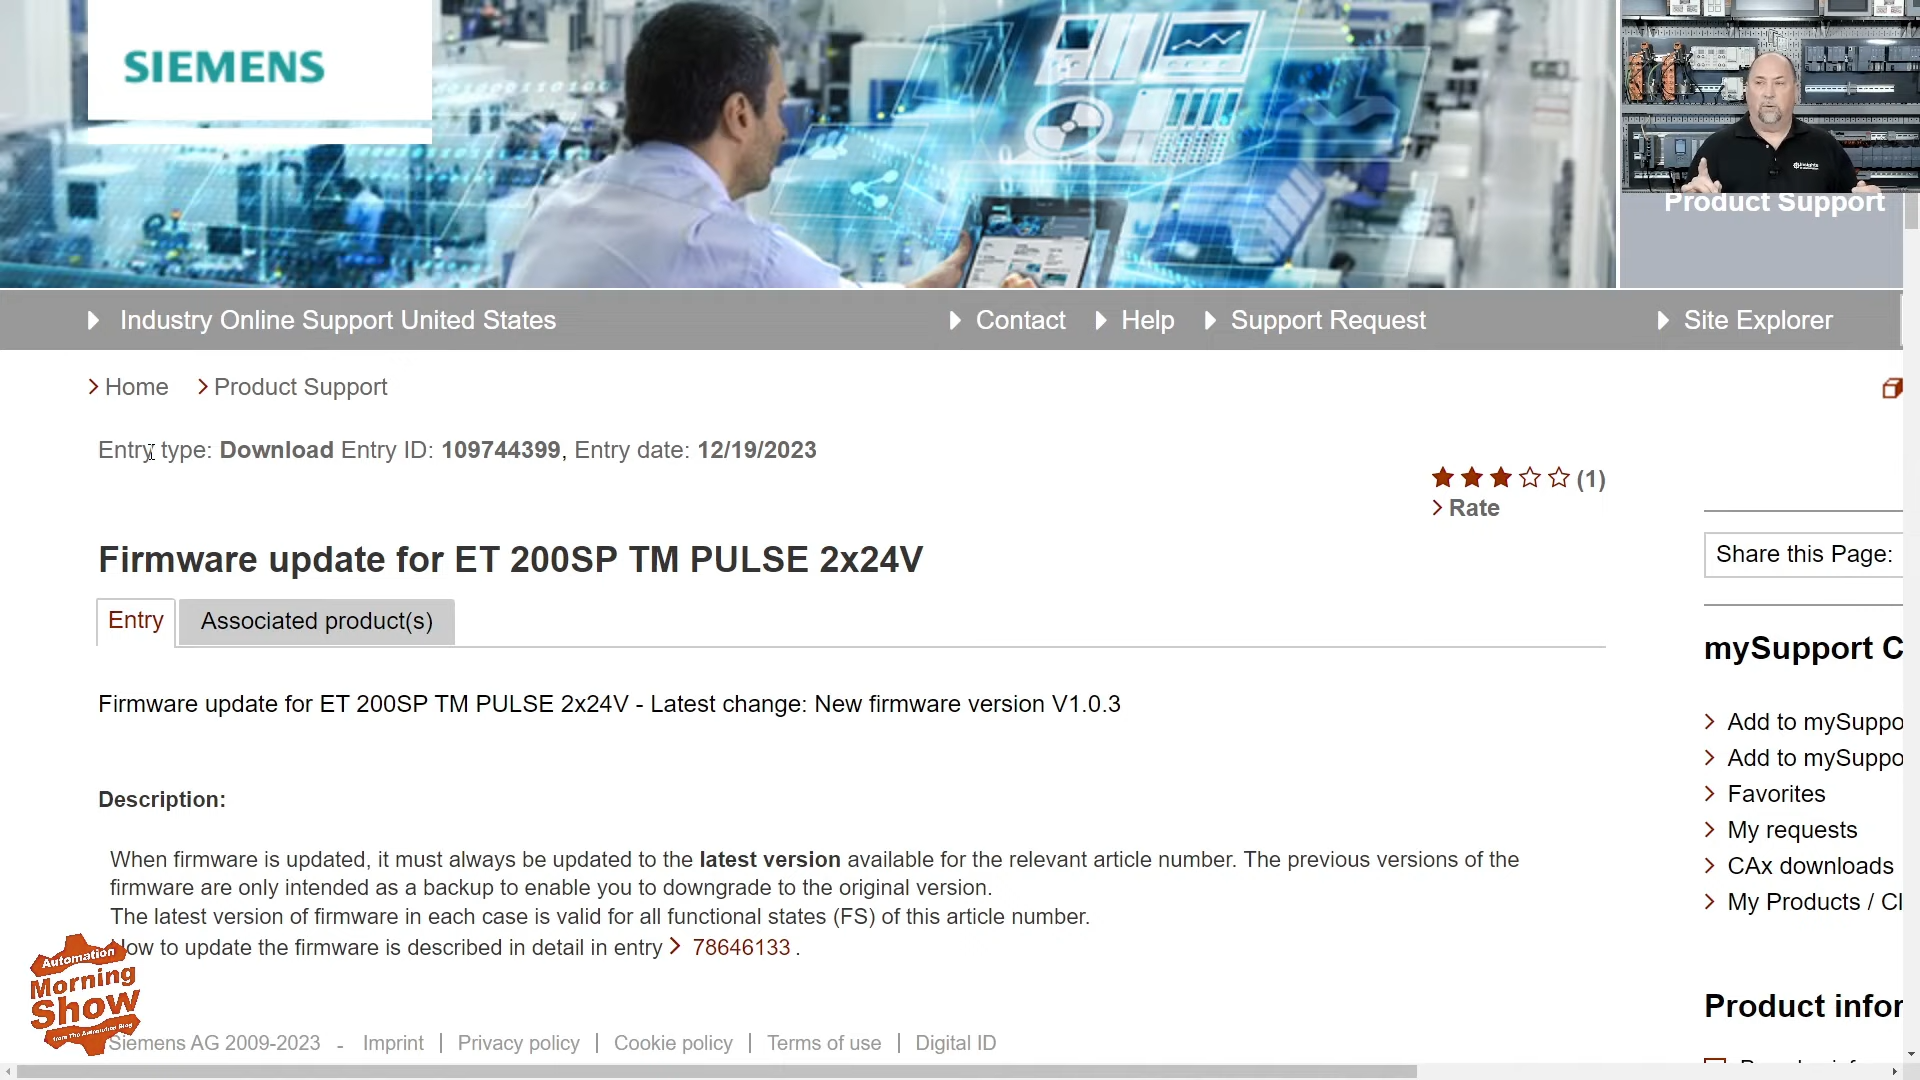 SIEMENS
Product Support
Industry Online Support United States
Contact
Help
Support Request
Site Explorer
Home
Product Support
Entry type: Download Entry ID: 109744399, Entry date: 12/19/2023
(1)
Rate
Firmware update for ET 200SP TM PULSE 2x24V
Share this Page:
Entry
Associated product(s)
mySupport C
Firmware update for ET 200SP TM PULSE 2x24V - Latest change: New firmware version V1.0.3
Add to mySuppo
Add to mySuppo
Favorites
My requests
CAx downloads
My Products / Cl
Description:
When firmware is updated, it must always be updated to the latest version available for the relevant article number. The previous versions of the
firmware are only intended as a backup to enable you to downgrade to the original version.
The latest version of firmware in each case is valid for all functional states (FS) of this article number.
How to update the firmware is described in detail in entry 78646133 .
Product infor
Automation
Morning
Show
from The Automation Blog
Siemens AG 2009-2023 - Imprint | Privacy policy | Cookie policy | Terms of use | Digital ID